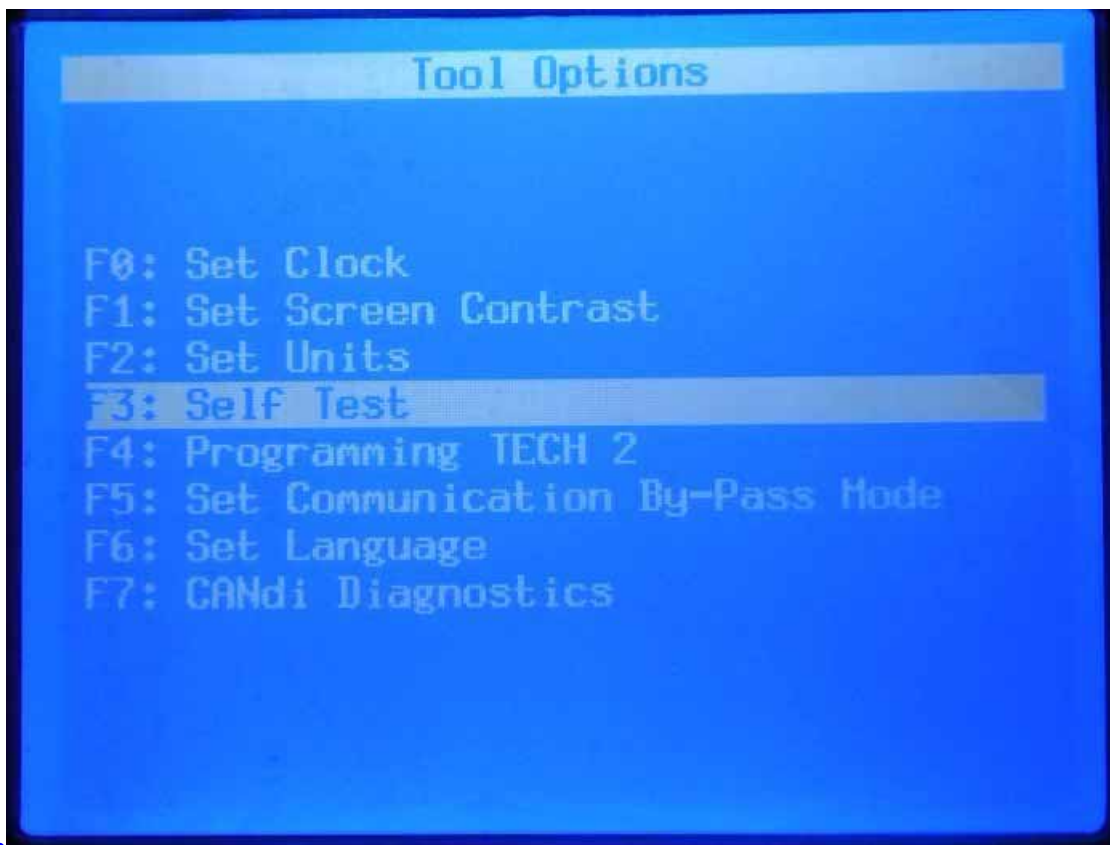 Tool Options
F0: Set Clock
F1: Set Screen Contrast
F2: Set Units
F3: Self Test
F4: Programming TECH 2
F5: Set Communication By-Pass Mode
F6: Set Language
F7: CANdi Diagnostics